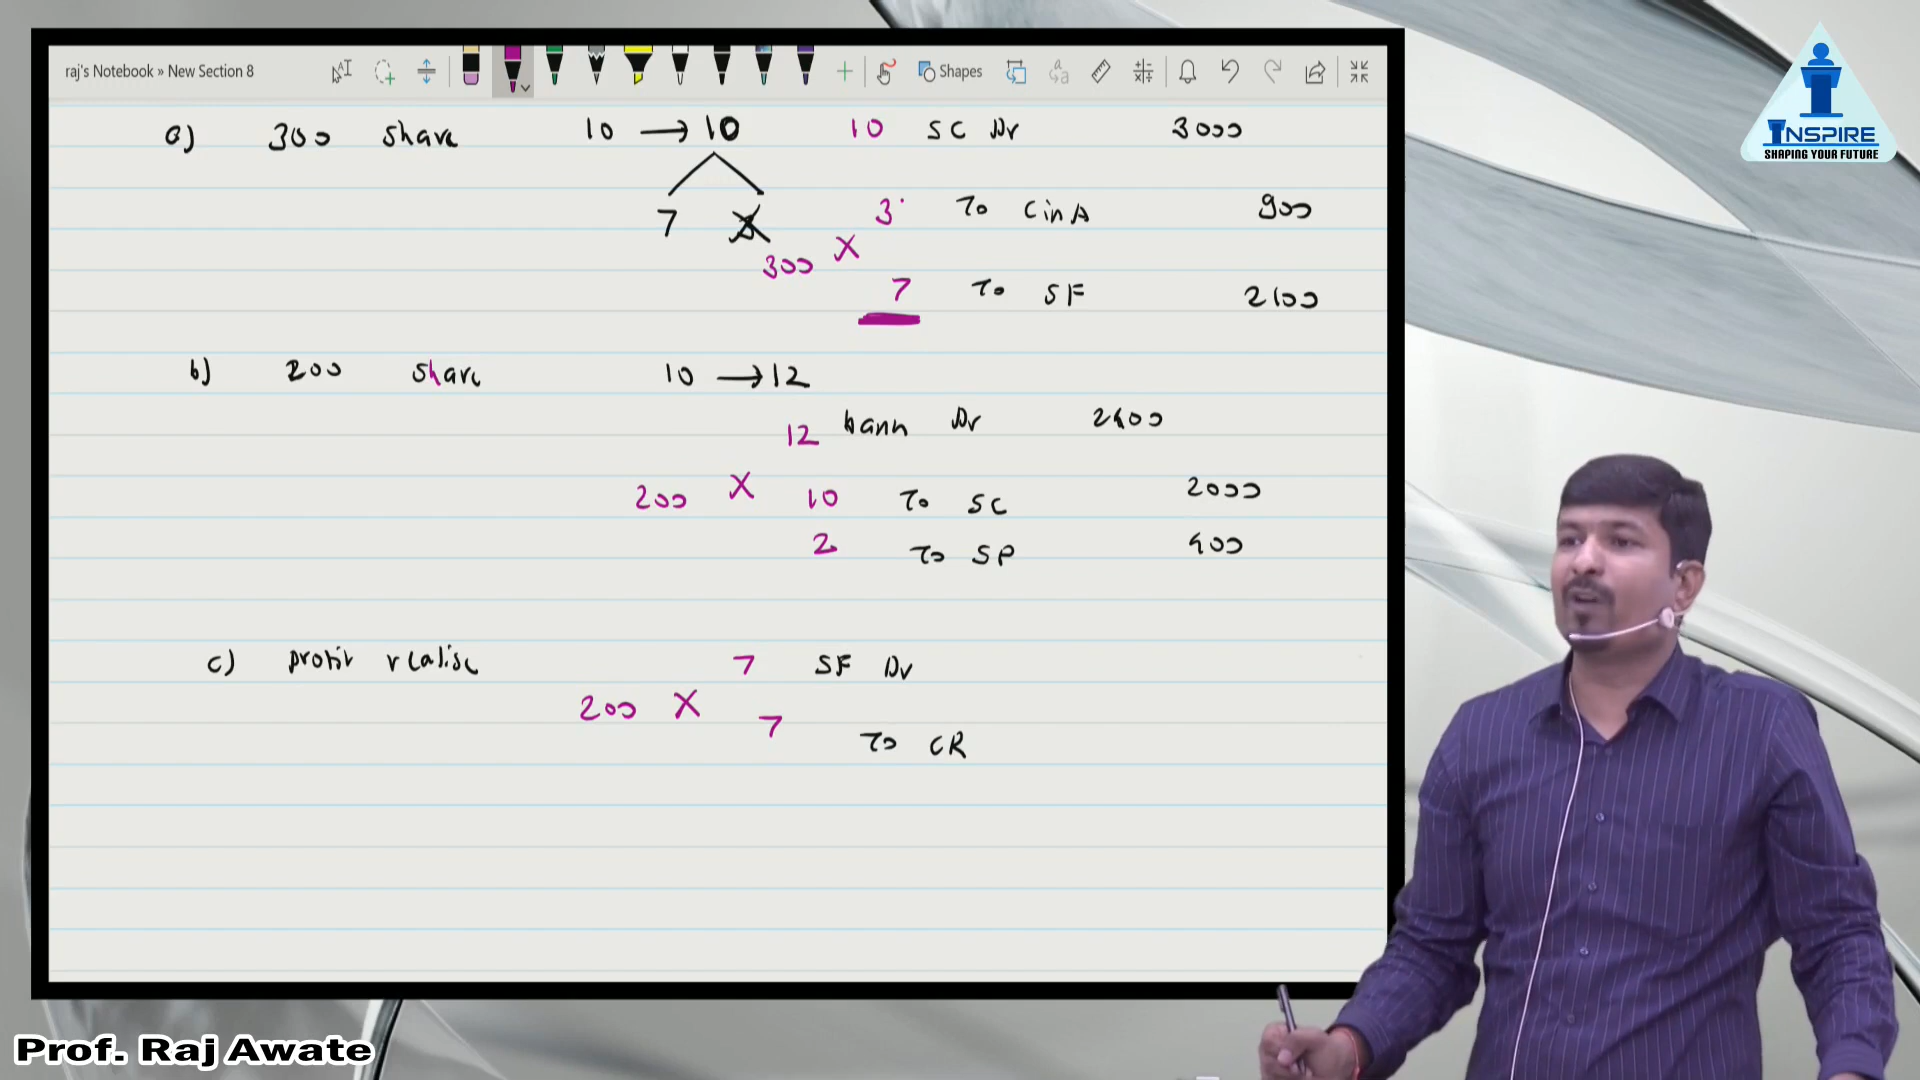 raj's Notebook » New Section 8
Shapes
INSPIRE
SHAPING YOUR FUTURE
a) 300 share 10 → 10 10 SC Dr 3000
7 3 3 To CinA 900
300 X
7 To SF 2100
b) 200 share 10 → 12
12 bank Dr 2400
200 X 10 To SC 2000
2 To SP 400
c) profit realise 7 SF Dr
200 X 7 To CR
Prof. Raj Awate